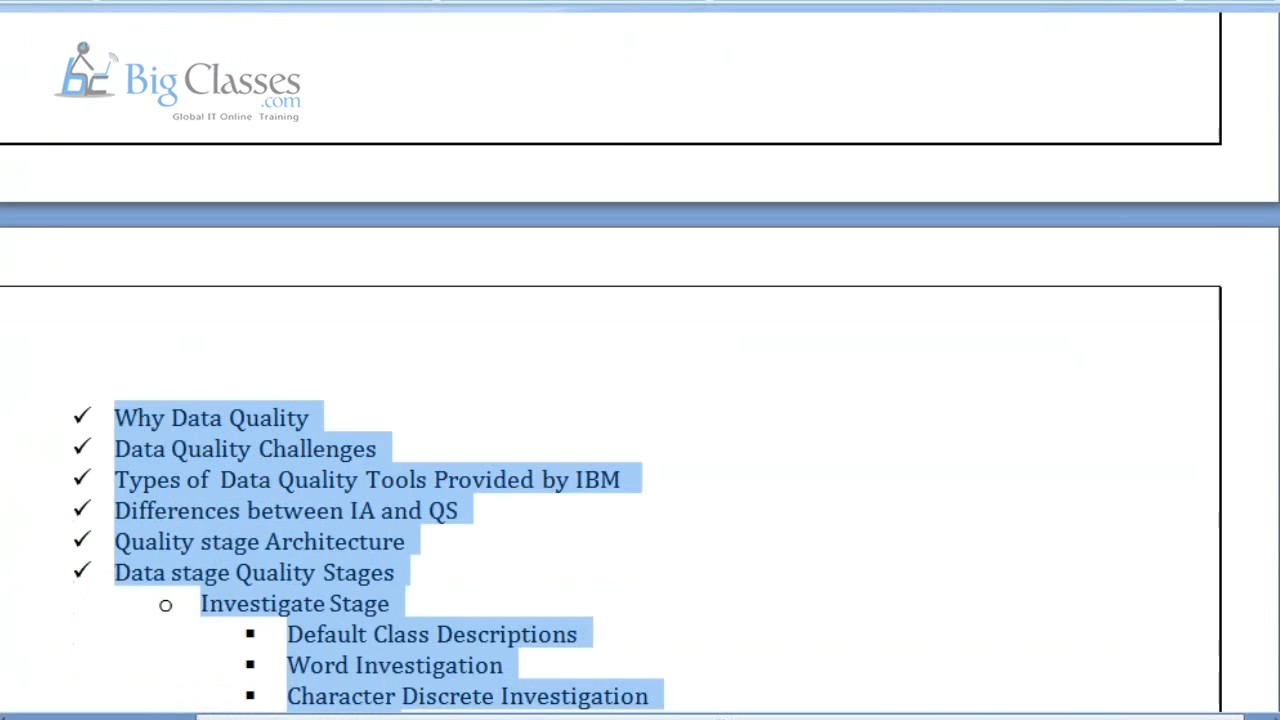 Big Classes
.com
Global IT Online Training
✓ Why Data Quality
✓ Data Quality Challenges
✓ Types of Data Quality Tools Provided by IBM
✓ Differences between IA and QS
✓ Quality stage Architecture
✓ Data stage Quality Stages
o Investigate Stage
▪ Default Class Descriptions
▪ Word Investigation
▪ Character Discrete Investigation